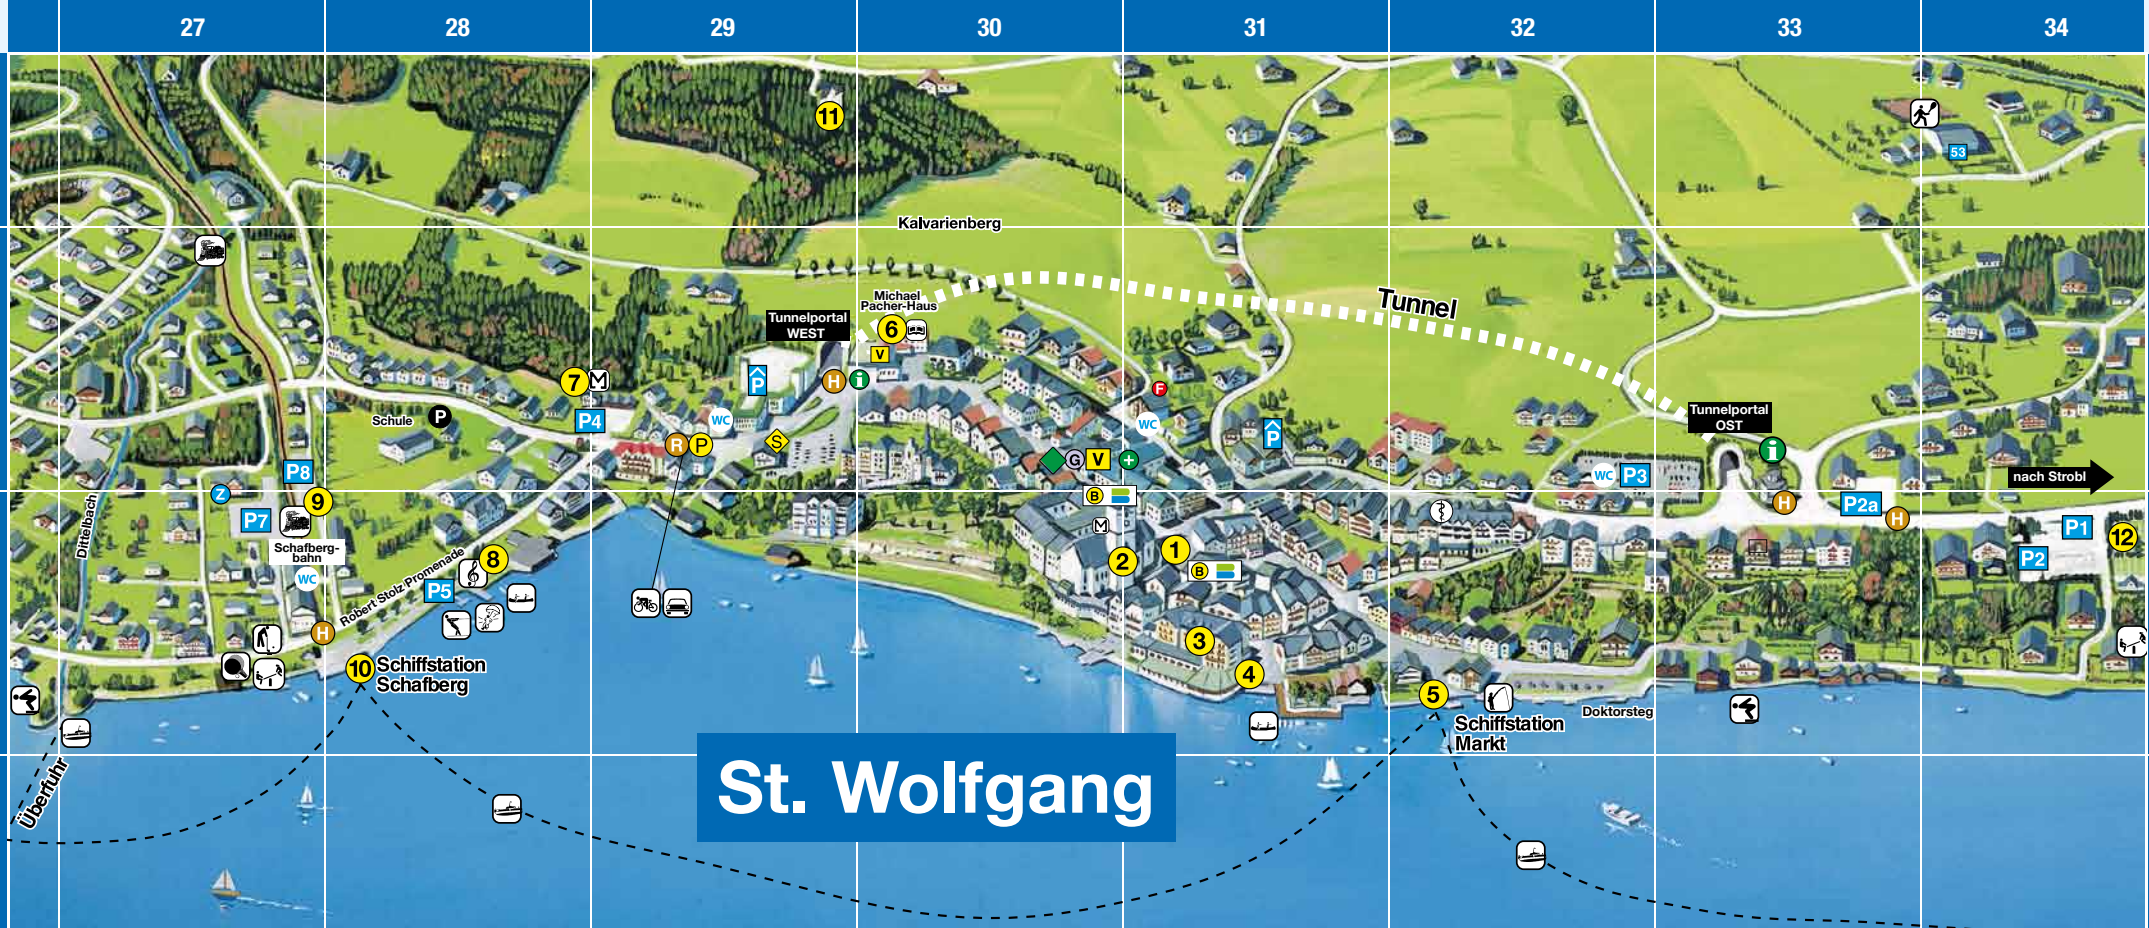 27
28
29
30
31
32
33
34
11
53
Kalvarienberg
Tunnel
Michael
Pacher-Haus
Tunnelportal
WEST
6
V
7
M
P
H
i
F
Schule
P
P4
WC
R
P
S
WC
P
G
V
+
B
Tunnelportal
OST
i
WC
P3
nach Strobl
P8
Z
9
P7
Dittelbach
Schafberg-
bahn
WC
H
P2a
H
P1
12
P2
M
2
1
B
8
Robert Stolz Promenade
P5
H
3
4
5
10
Schiffstation
Schafberg
Schiffstation
Markt
Doktorsteg
Überfuhr
St. Wolfgang